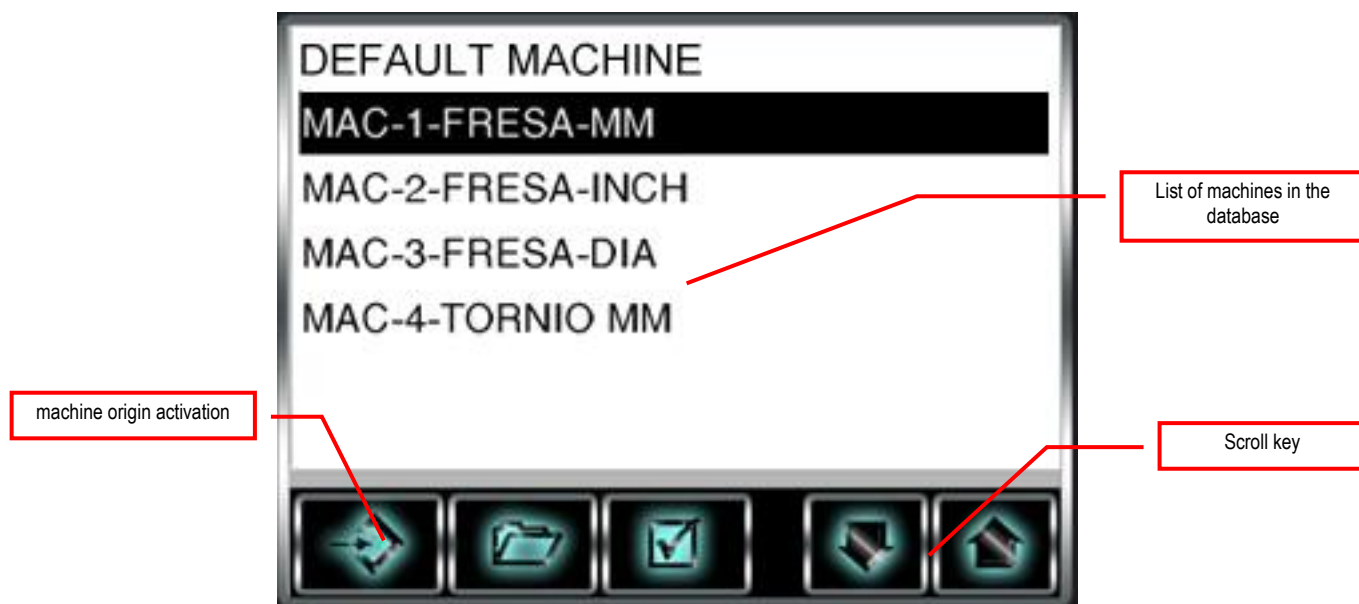 DEFAULT MACHINE
MAC-1-FRESA-MM
MAC-2-FRESA-INCH
MAC-3-FRESA-DIA
MAC-4-TORNIO MM
List of machines in the
database
machine origin activation
Scroll key